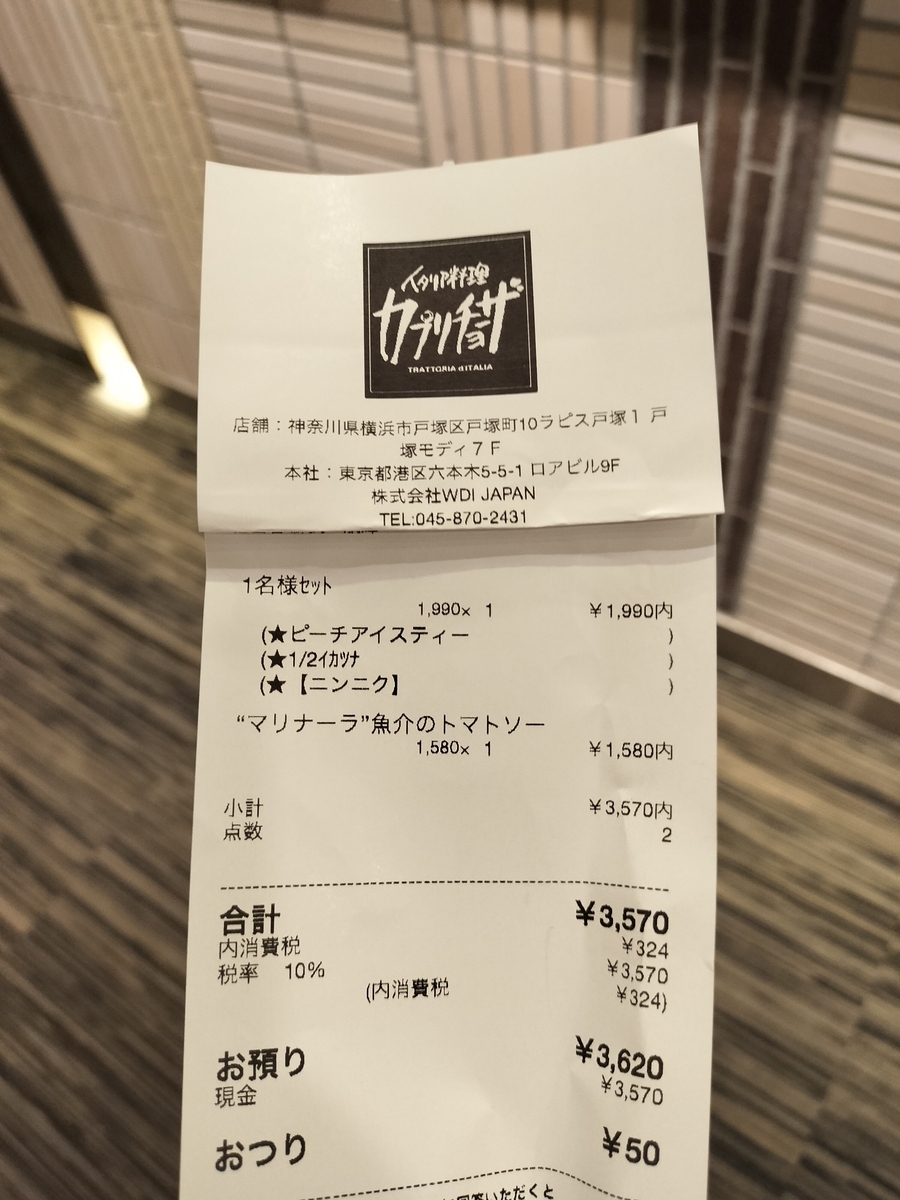 イタリア料理
カプリチョーザ
TRATTORIA d'ITALIA
店舗：神奈川県横浜市戸塚区戸塚町10ラピス戸塚１ 戸
塚モディ７Ｆ
本社：東京都港区六本木5-5-1 ロアビル9F
株式会社WDI JAPAN
TEL:045-870-2431
1名様ｾｯﾄ
1,990× 1 ￥1,990内
(★ピーチアイスティー )
(★1/2ｲｶﾂﾅ )
(★【ニンニク】 )
“マリナーラ”魚介のトマトソー
1,580× 1 ￥1,580内
小計 ￥3,570内
点数 2
合計 ￥3,570
内消費税 ￥324
税率 10% ￥3,570
(内消費税 ￥324)
お預り ￥3,620
現金 ￥3,570
おつり ￥50
回答いただくと